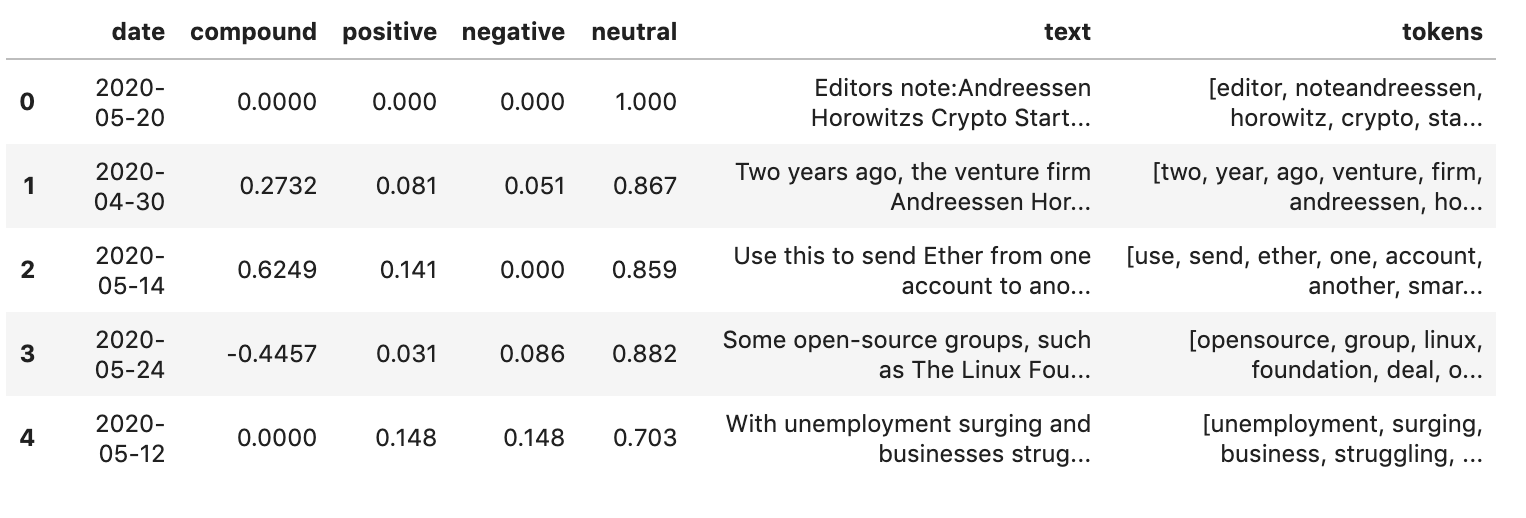 date compound positive negative neutral text tokens
0 2020- 0.0000 0.000 0.000 1.000 Editors note:Andreessen [editor, noteandreessen,
05-20 Horowitzs Crypto Start... horowitz, crypto, sta...
1 2020- 0.2732 0.081 0.051 0.867 Two years ago, the venture firm [two, year, ago, venture, firm,
04-30 Andreessen Hor... andreessen, ho...
2 2020- 0.6249 0.141 0.000 0.859 Use this to send Ether from one [use, send, ether, one, account,
05-14 account to ano... another, smar...
3 2020- -0.4457 0.031 0.086 0.882 Some open-source groups, such [opensource, group, linux,
05-24 as The Linux Fou... foundation, deal, o...
4 2020- 0.0000 0.148 0.148 0.703 With unemployment surging and [unemployment, surging,
05-12 businesses strug... business, struggling, ...